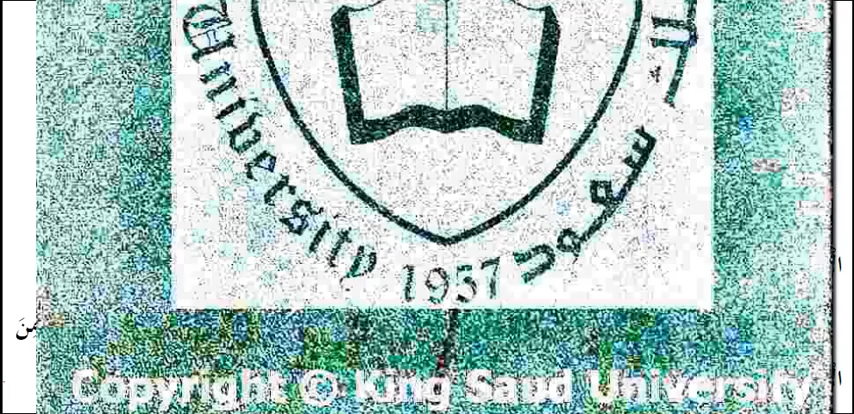 University 1957 سعود
مِنَ
Copyright © King Saud University